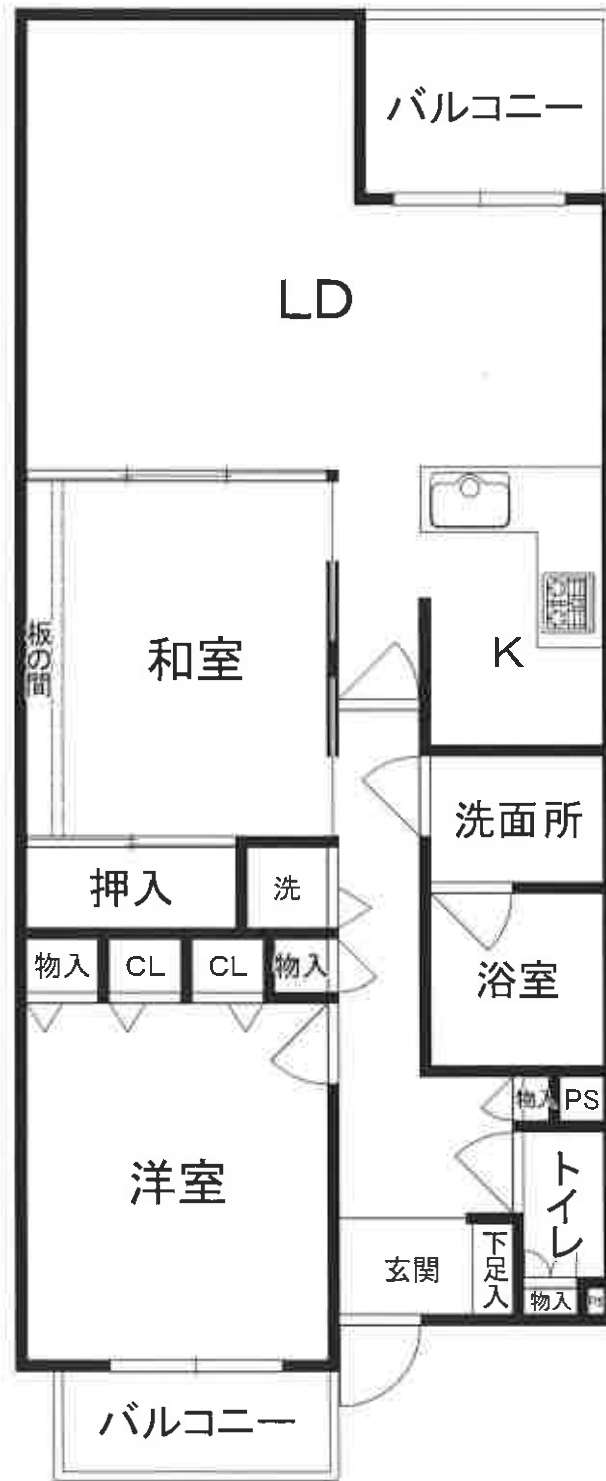 バルコニー
LD
和室
板の間
K
洗面所
押入
洗
物入
CL
CL
物入
浴室
物入
PS
洋室
トイレ
玄関
下足入
物入
PS
バルコニー